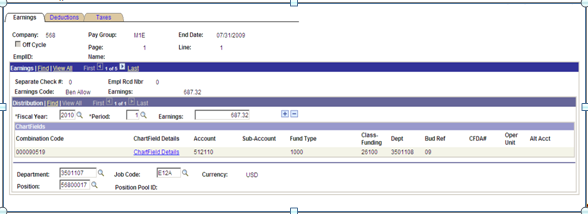 Earnings Deductions Taxes
Company: 568 Pay Group: M1E End Date: 07/31/2009
Off Cycle Page: 1 Line: 1
EmplID: Name:
Earnings | Find | View All First 1 of 5 Last
Separate Check #: 0 Empl Rcd Nbr 0
Earnings Code: Ben Allow Earnings: 687.32
Distribution | Find | View All First 1 of 1 Last
*Fiscal Year: 2010 *Period: 1 Earnings: 687.32
ChartFields
Combination Code ChartField Details Account Sub-Account Fund Type Class-Funding Dept Bud Ref CFDA# Oper Unit Alt Acct
000090519 ChartField Details 512110 1000 26100 3501108 09
Department: 3501107 Job Code: E12A Currency: USD
Position: 56800017 Position Pool ID: